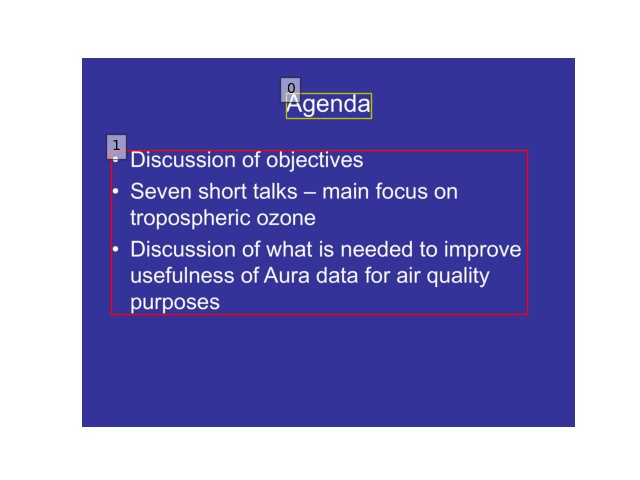 0
Agenda
1
• Discussion of objectives
• Seven short talks – main focus on
tropospheric ozone
• Discussion of what is needed to improve
usefulness of Aura data for air quality
purposes